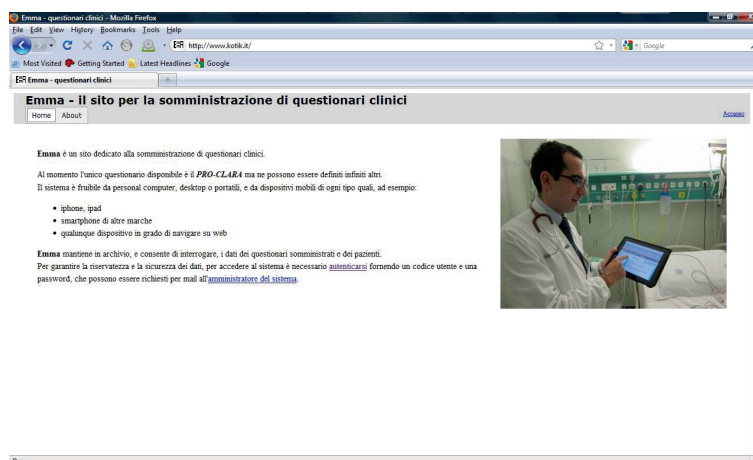 Emma - questionari clinici - Mozilla Firefox
File Edit View History Bookmarks Tools Help
http://www.kotik.it/
Google
Most Visited Getting Started Latest Headlines Google
Emma - questionari clinici
Emma - il sito per la somministrazione di questionari clinici
Home About
Accesso
Emma è un sito dedicato alla somministrazione di questionari clinici.
Al momento l'unico questionario disponibile è il PRO-CLARA ma ne possono essere definiti infiniti altri.
Il sistema è fruibile da personal computer, desktop o portatili, e da dispositivi mobili di ogni tipo quali, ad esempio:
• iphone, ipad
• smartphone di altre marche
• qualunque dispositivo in grado di navigare su web
Emma mantiene in archivio, e consente di interrogare, i dati dei questionari somministrati e dei pazienti.
Per garantire la riservatezza e la sicurezza dei dati, per accedere al sistema è necessario autenticarsi fornendo un codice utente e una
password, che possono essere richiesti per mail all'amministratore del sistema.